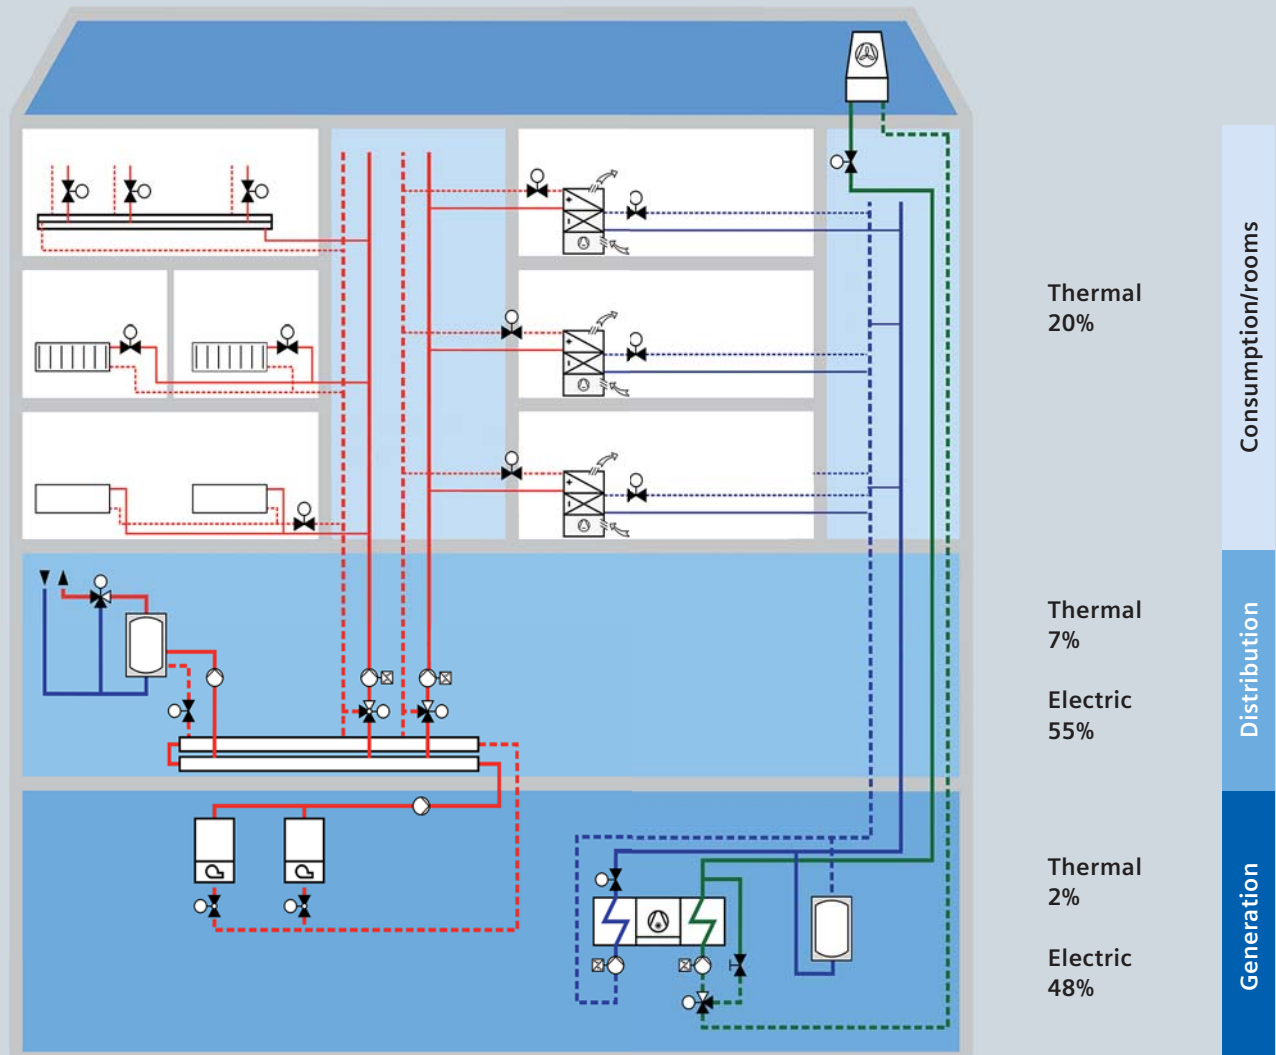 Thermal
20%
Consumption/rooms
Thermal
7%
Electric
55%
Distribution
Thermal
2%
Electric
48%
Generation
+
-
+
-
+
-